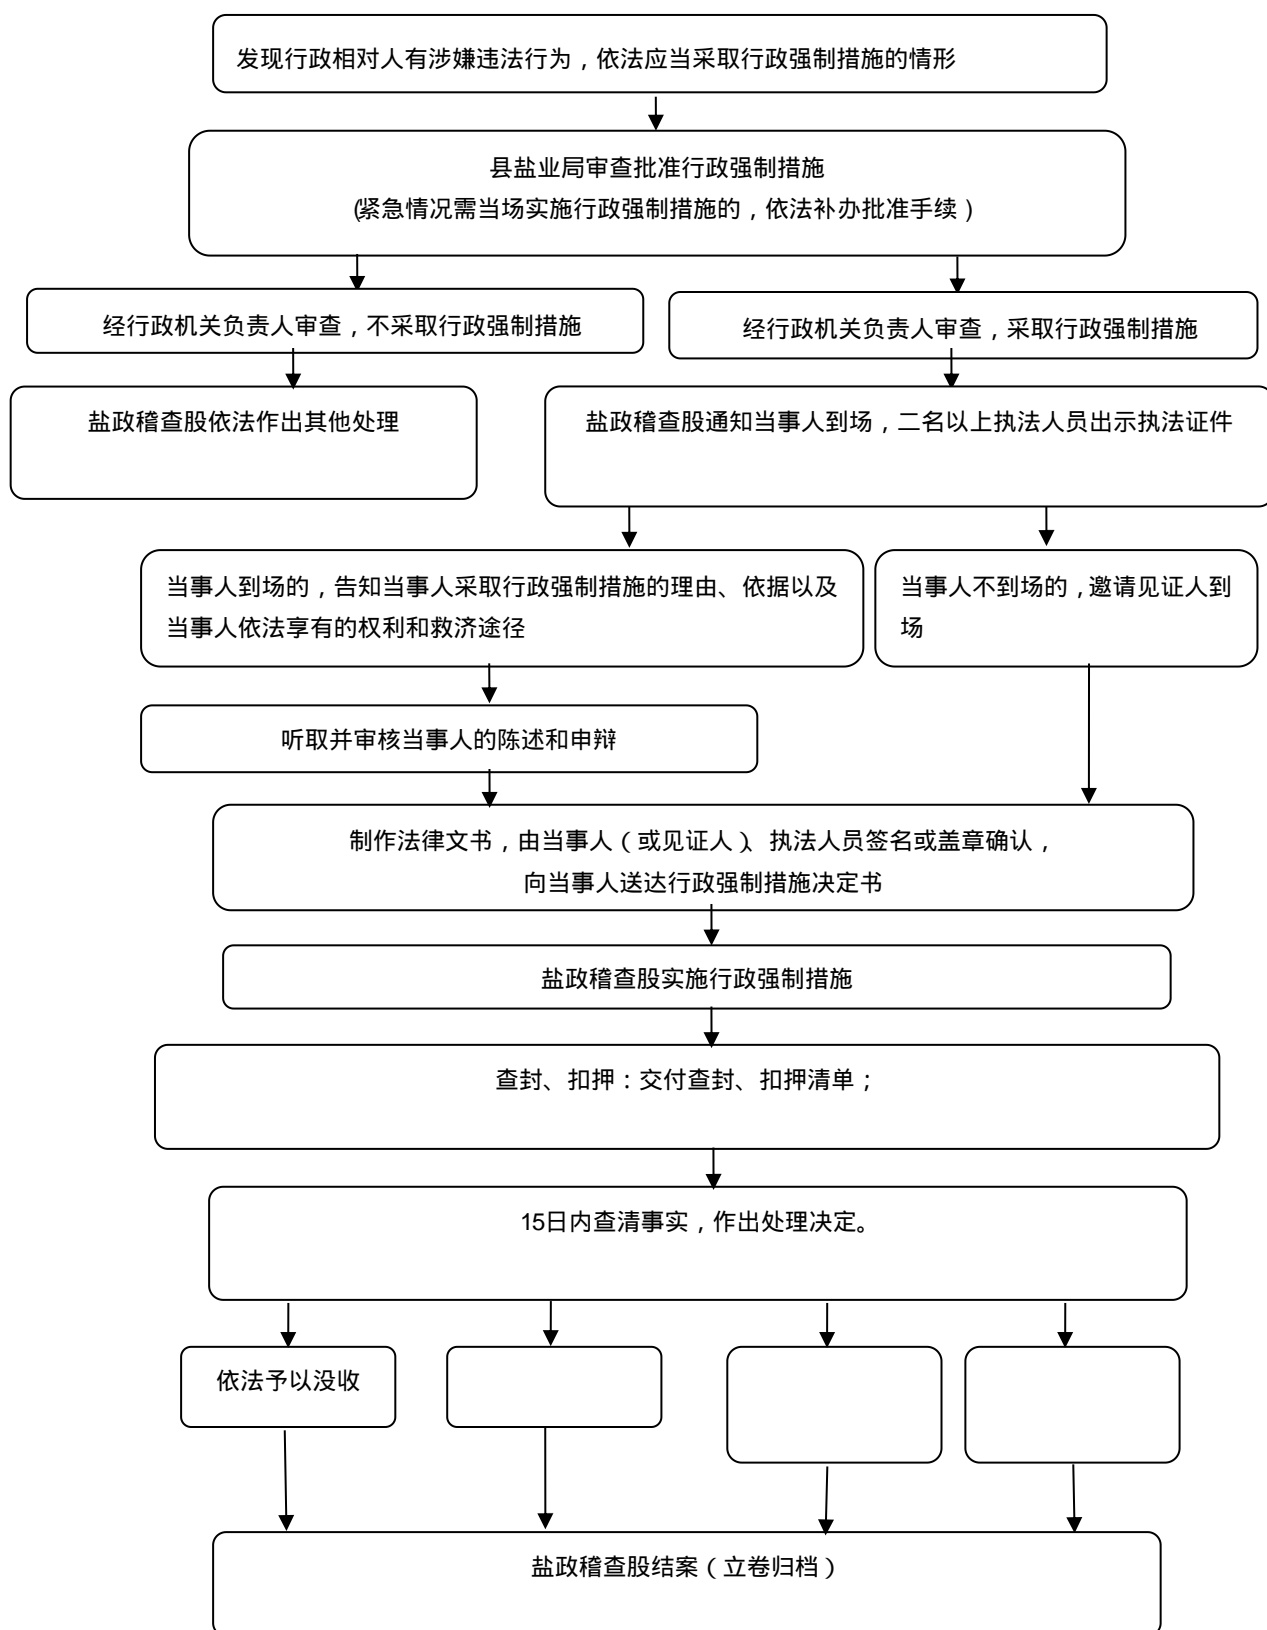 发现行政相对人有涉嫌违法行为，依法应当采取行政强制措施的情形
县盐业局审查批准行政强制措施
(紧急情况需当场实施行政强制措施的，依法补办批准手续）
经行政机关负责人审查，不采取行政强制措施
经行政机关负责人审查，采取行政强制措施
盐政稽查股依法作出其他处理
盐政稽查股通知当事人到场，二名以上执法人员出示执法证件
当事人到场的，告知当事人采取行政强制措施的理由、依据以及
当事人依法享有的权利和救济途径
当事人不到场的，邀请见证人到
场
听取并审核当事人的陈述和申辩
制作法律文书，由当事人（或见证人）、执法人员签名或盖章确认，
向当事人送达行政强制措施决定书
盐政稽查股实施行政强制措施
查封、扣押：交付查封、扣押清单；
15日内查清事实，作出处理决定。
依法予以没收
盐政稽查股结案（立卷归档）